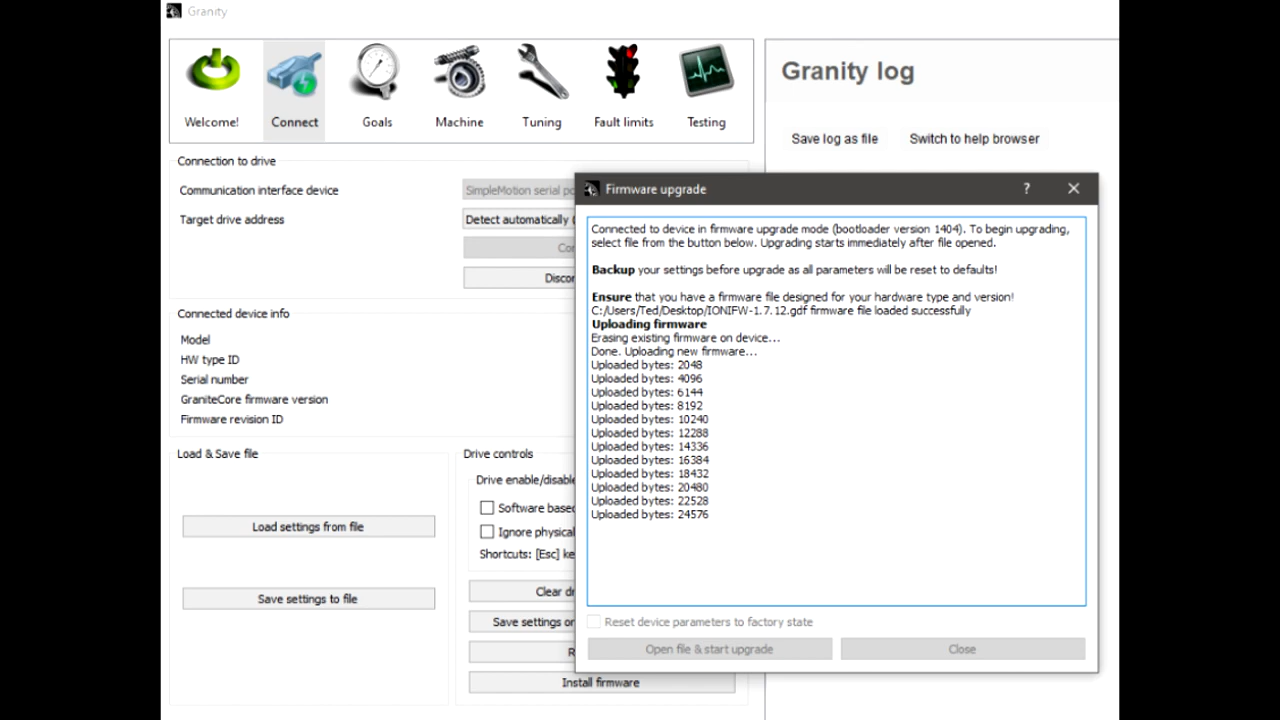 Granity
Welcome!
Connect
Goals
Machine
Tuning
Fault limits
Testing
Granity log
Save log as file
Switch to help browser
Connection to drive
Communication interface device
SimpleMotion serial po
Target drive address
Detect automatically (
Co
Discon
Connected device info
Model
HW type ID
Serial number
GraniteCore firmware version
Firmware revision ID
Load & Save file
Load settings from file
Save settings to file
Drive controls
Drive enable/disable
Software based
Ignore physical
Shortcuts: [Esc] ke
Clear dr
Save settings on
R
Install firmware
Firmware upgrade
?
Connected to device in firmware upgrade mode (bootloader version 1404). To begin upgrading,
select file from the button below. Upgrading starts immediately after file opened.
Backup your settings before upgrade as all parameters will be reset to defaults!
Ensure that you have a firmware file designed for your hardware type and version!
C:/Users/Ted/Desktop/IONIFW-1.7.12.gdf firmware file loaded successfully
Uploading firmware
Erasing existing firmware on device...
Done. Uploading new firmware...
Uploaded bytes: 2048
Uploaded bytes: 4096
Uploaded bytes: 6144
Uploaded bytes: 8192
Uploaded bytes: 10240
Uploaded bytes: 12288
Uploaded bytes: 14336
Uploaded bytes: 16384
Uploaded bytes: 18432
Uploaded bytes: 20480
Uploaded bytes: 22528
Uploaded bytes: 24576
Reset device parameters to factory state
Open file & start upgrade
Close